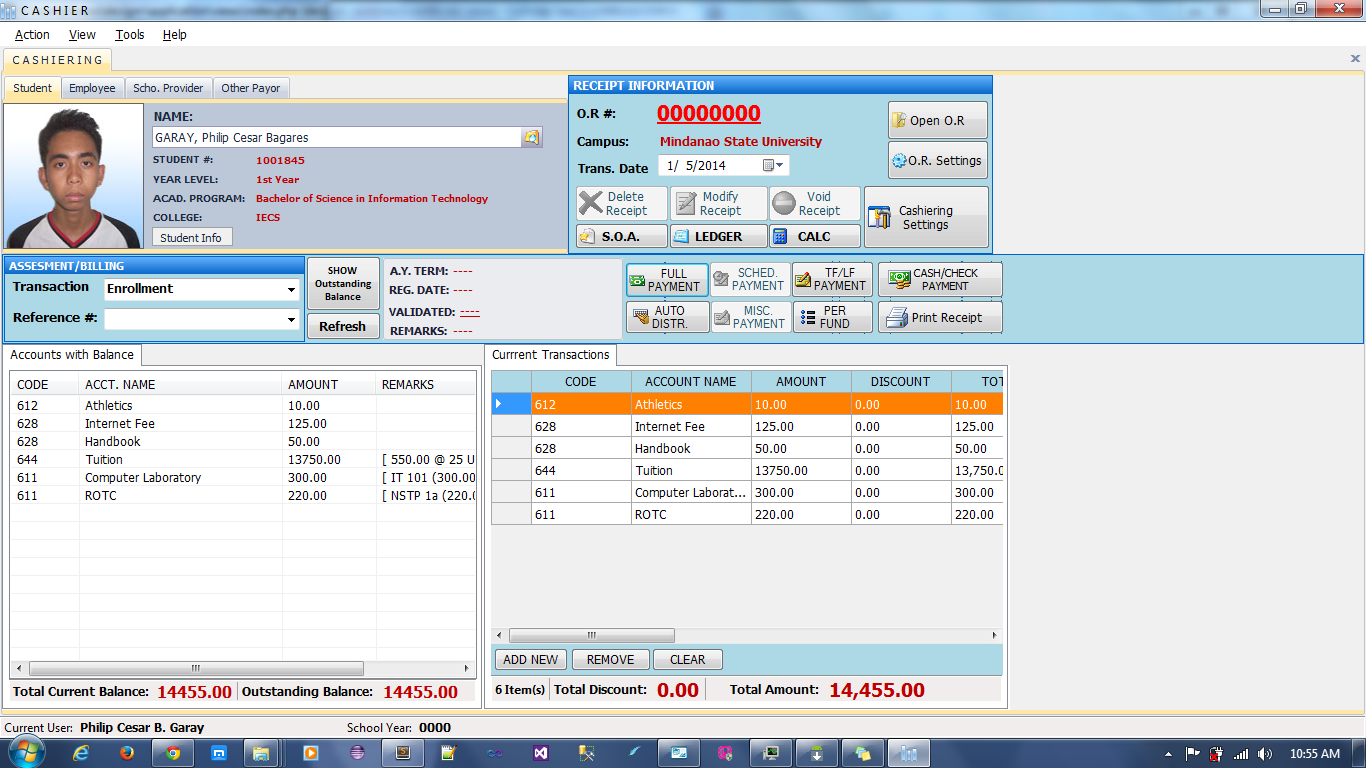 CASHIER
Action View Tools Help
CASHIERING
Student Employee Scho. Provider Other Payor
NAME:
GARAY, Philip Cesar Bagares
STUDENT #: 1001845
YEAR LEVEL: 1st Year
ACAD. PROGRAM: Bachelor of Science in Information Technology
COLLEGE: IECS
Student Info
RECEIPT INFORMATION
O.R #: 00000000
Campus: Mindanao State University
Trans. Date 1/ 5/2014
Open O.R
O.R. Settings
Delete Receipt
Modify Receipt
Void Receipt
S.O.A. LEDGER CALC
Cashiering Settings
ASSESMENT/BILLING
Transaction Enrollment
Reference #:
SHOW Outstanding Balance
Refresh
A.Y. TERM: ----
REG. DATE: ----
VALIDATED: ----
REMARKS: ----
FULL PAYMENT
SCHED. PAYMENT
TF/LF PAYMENT
CASH/CHECK PAYMENT
AUTO DISTR.
MISC. PAYMENT
PER FUND
Print Receipt
Accounts with Balance
CODE ACCT. NAME AMOUNT REMARKS
612 Athletics 10.00
628 Internet Fee 125.00
628 Handbook 50.00
644 Tuition 13750.00 [ 550.00 @ 25 U
611 Computer Laboratory 300.00 [ IT 101 (300.00
611 ROTC 220.00 [ NSTP 1a (220.0
Total Current Balance: 14455.00 Outstanding Balance: 14455.00
Currrent Transactions
CODE ACCOUNT NAME AMOUNT DISCOUNT TOT
612 Athletics 10.00 0.00 10.00
628 Internet Fee 125.00 0.00 125.00
628 Handbook 50.00 0.00 50.00
644 Tuition 13750.00 0.00 13,750.0
611 Computer Laborat... 300.00 0.00 300.00
611 ROTC 220.00 0.00 220.00
ADD NEW REMOVE CLEAR
6 Item(s) Total Discount: 0.00 Total Amount: 14,455.00
Current User: Philip Cesar B. Garay School Year: 0000
10:55 AM